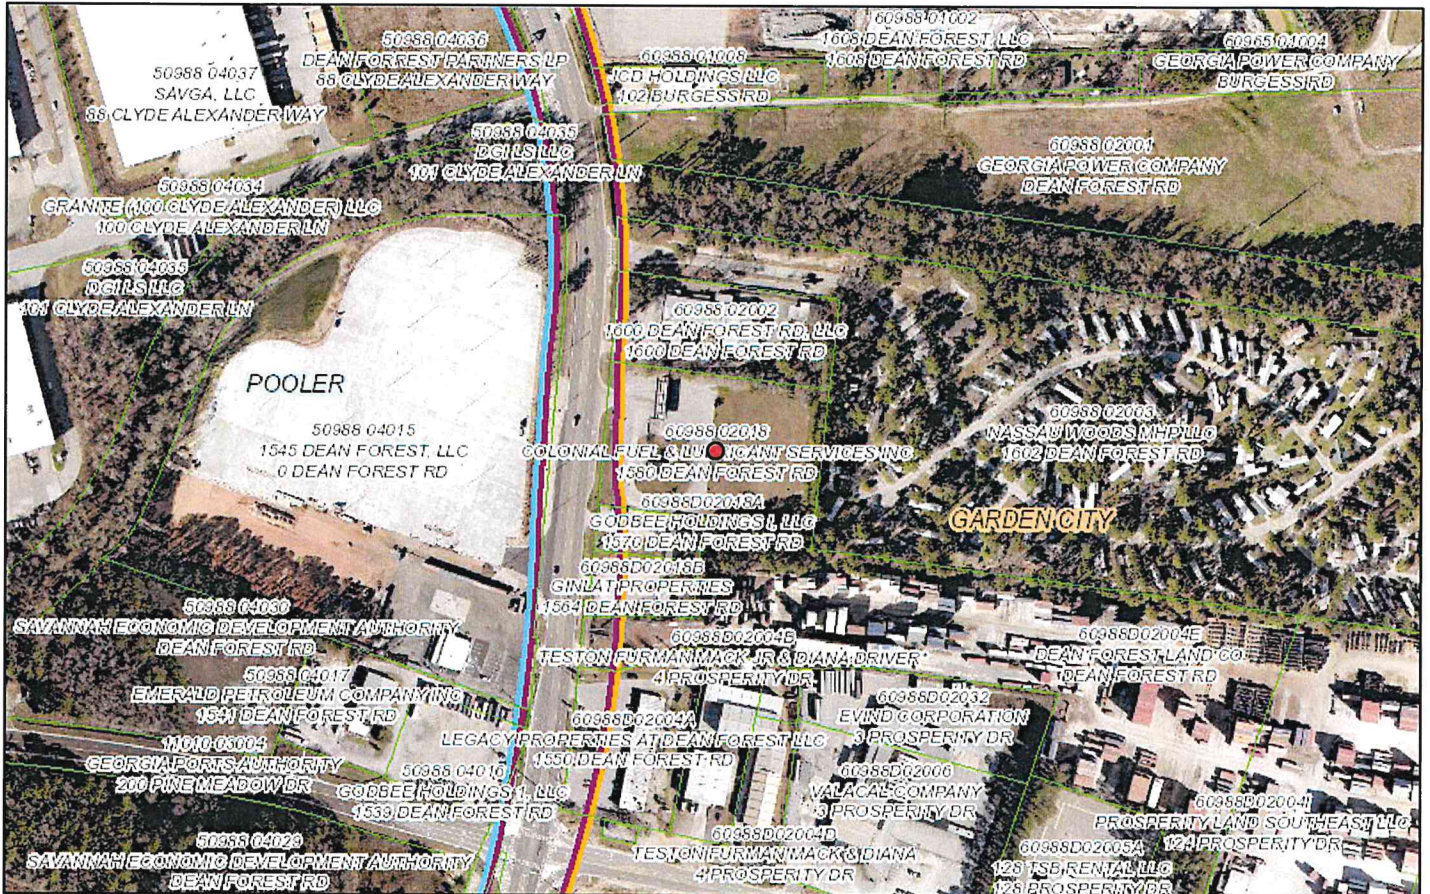 50988 04036
DEAN FORREST PARTNERS LP
88 CLYDE ALEXANDER WAY
50988 04037
SAVGA, LLC
88 CLYDE ALEXANDER WAY
60988 01008
JCD HOLDINGS LLC
102 BURGESS RD
60988 01002
1608 DEAN FOREST, LLC
1608 DEAN FOREST RD
60965 04004
GEORGIA POWER COMPANY
BURGESS RD
50988 04035
DGI LS LLC
101 CLYDE ALEXANDER LN
60988 02001
GEORGIA POWER COMPANY
DEAN FOREST RD
50988 04034
GRANITE (100 CLYDE ALEXANDER) LLC
100 CLYDE ALEXANDER LN
50988 04035
DGI LS LLC
101 CLYDE ALEXANDER LN
60988 02002
1600 DEAN FOREST RD, LLC
1600 DEAN FOREST RD
POOLER
50988 04015
1545 DEAN FOREST, LLC
0 DEAN FOREST RD
60988 02018
COLONIAL FUEL & LUBRICANT SERVICES INC
1580 DEAN FOREST RD
60988 02003
NASSAU WOODS MHP LLC
1602 DEAN FOREST RD
GARDEN CITY
60988D02018A
GODBEE HOLDINGS I, LLC
1570 DEAN FOREST RD
60988D02018B
GINLAT PROPERTIES
1564 DEAN FOREST RD
50988 04030
SAVANNAH ECONOMIC DEVELOPMENT AUTHORITY
DEAN FOREST RD
60988D02004B
TESTON FURMAN MACK JR & DIANA DRIVER*
4 PROSPERITY DR
60988D02004E
DEAN FOREST LAND CO
DEAN FOREST RD
50988 04017
EMERALD PETROLEUM COMPANY INC
1541 DEAN FOREST RD
60988D02032
EVIND CORPORATION
3 PROSPERITY DR
60988D02004A
LEGACY PROPERTIES AT DEAN FOREST LLC
1550 DEAN FOREST RD
11010 03004
GEORGIA PORTS AUTHORITY
200 PINE MEADOW DR
50988 04016
GODBEE HOLDINGS 1, LLC
1539 DEAN FOREST RD
60988D02006
VALACAL COMPANY
3 PROSPERITY DR
60988D02004I
PROSPERITY LAND SOUTHEAST LLC
124 PROSPERITY DR
50988 04029
SAVANNAH ECONOMIC DEVELOPMENT AUTHORITY
DEAN FOREST RD
60988D02004D
TESTON FURMAN MACK & DIANA
4 PROSPERITY DR
60988D02005A
128 TSB RENTAL LLC
128 PROSPERITY DR